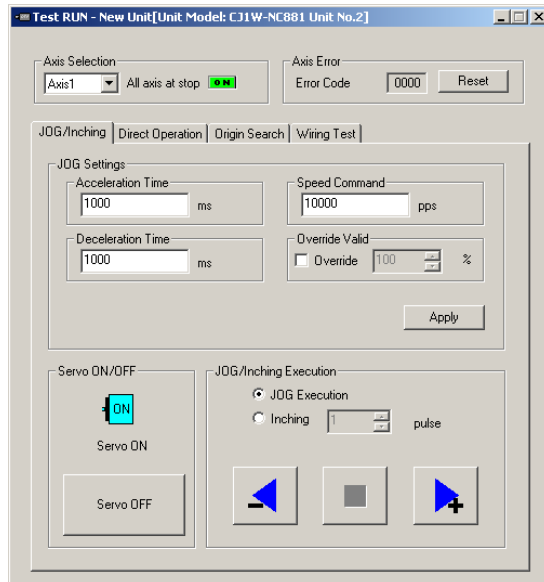 Test RUN - New Unit[Unit Model: CJ1W-NC881 Unit No.2]
Axis Selection
Axis1
All axis at stop
ON
Axis Error
Error Code
0000
Reset
JOG/Inching
Direct Operation
Origin Search
Wiring Test
JOG Settings
Acceleration Time
1000
ms
Speed Command
10000
pps
Deceleration Time
1000
ms
Override Valid
Override
100
%
Apply
Servo ON/OFF
ON
Servo ON
Servo OFF
JOG/Inching Execution
JOG Execution
Inching
1
pulse